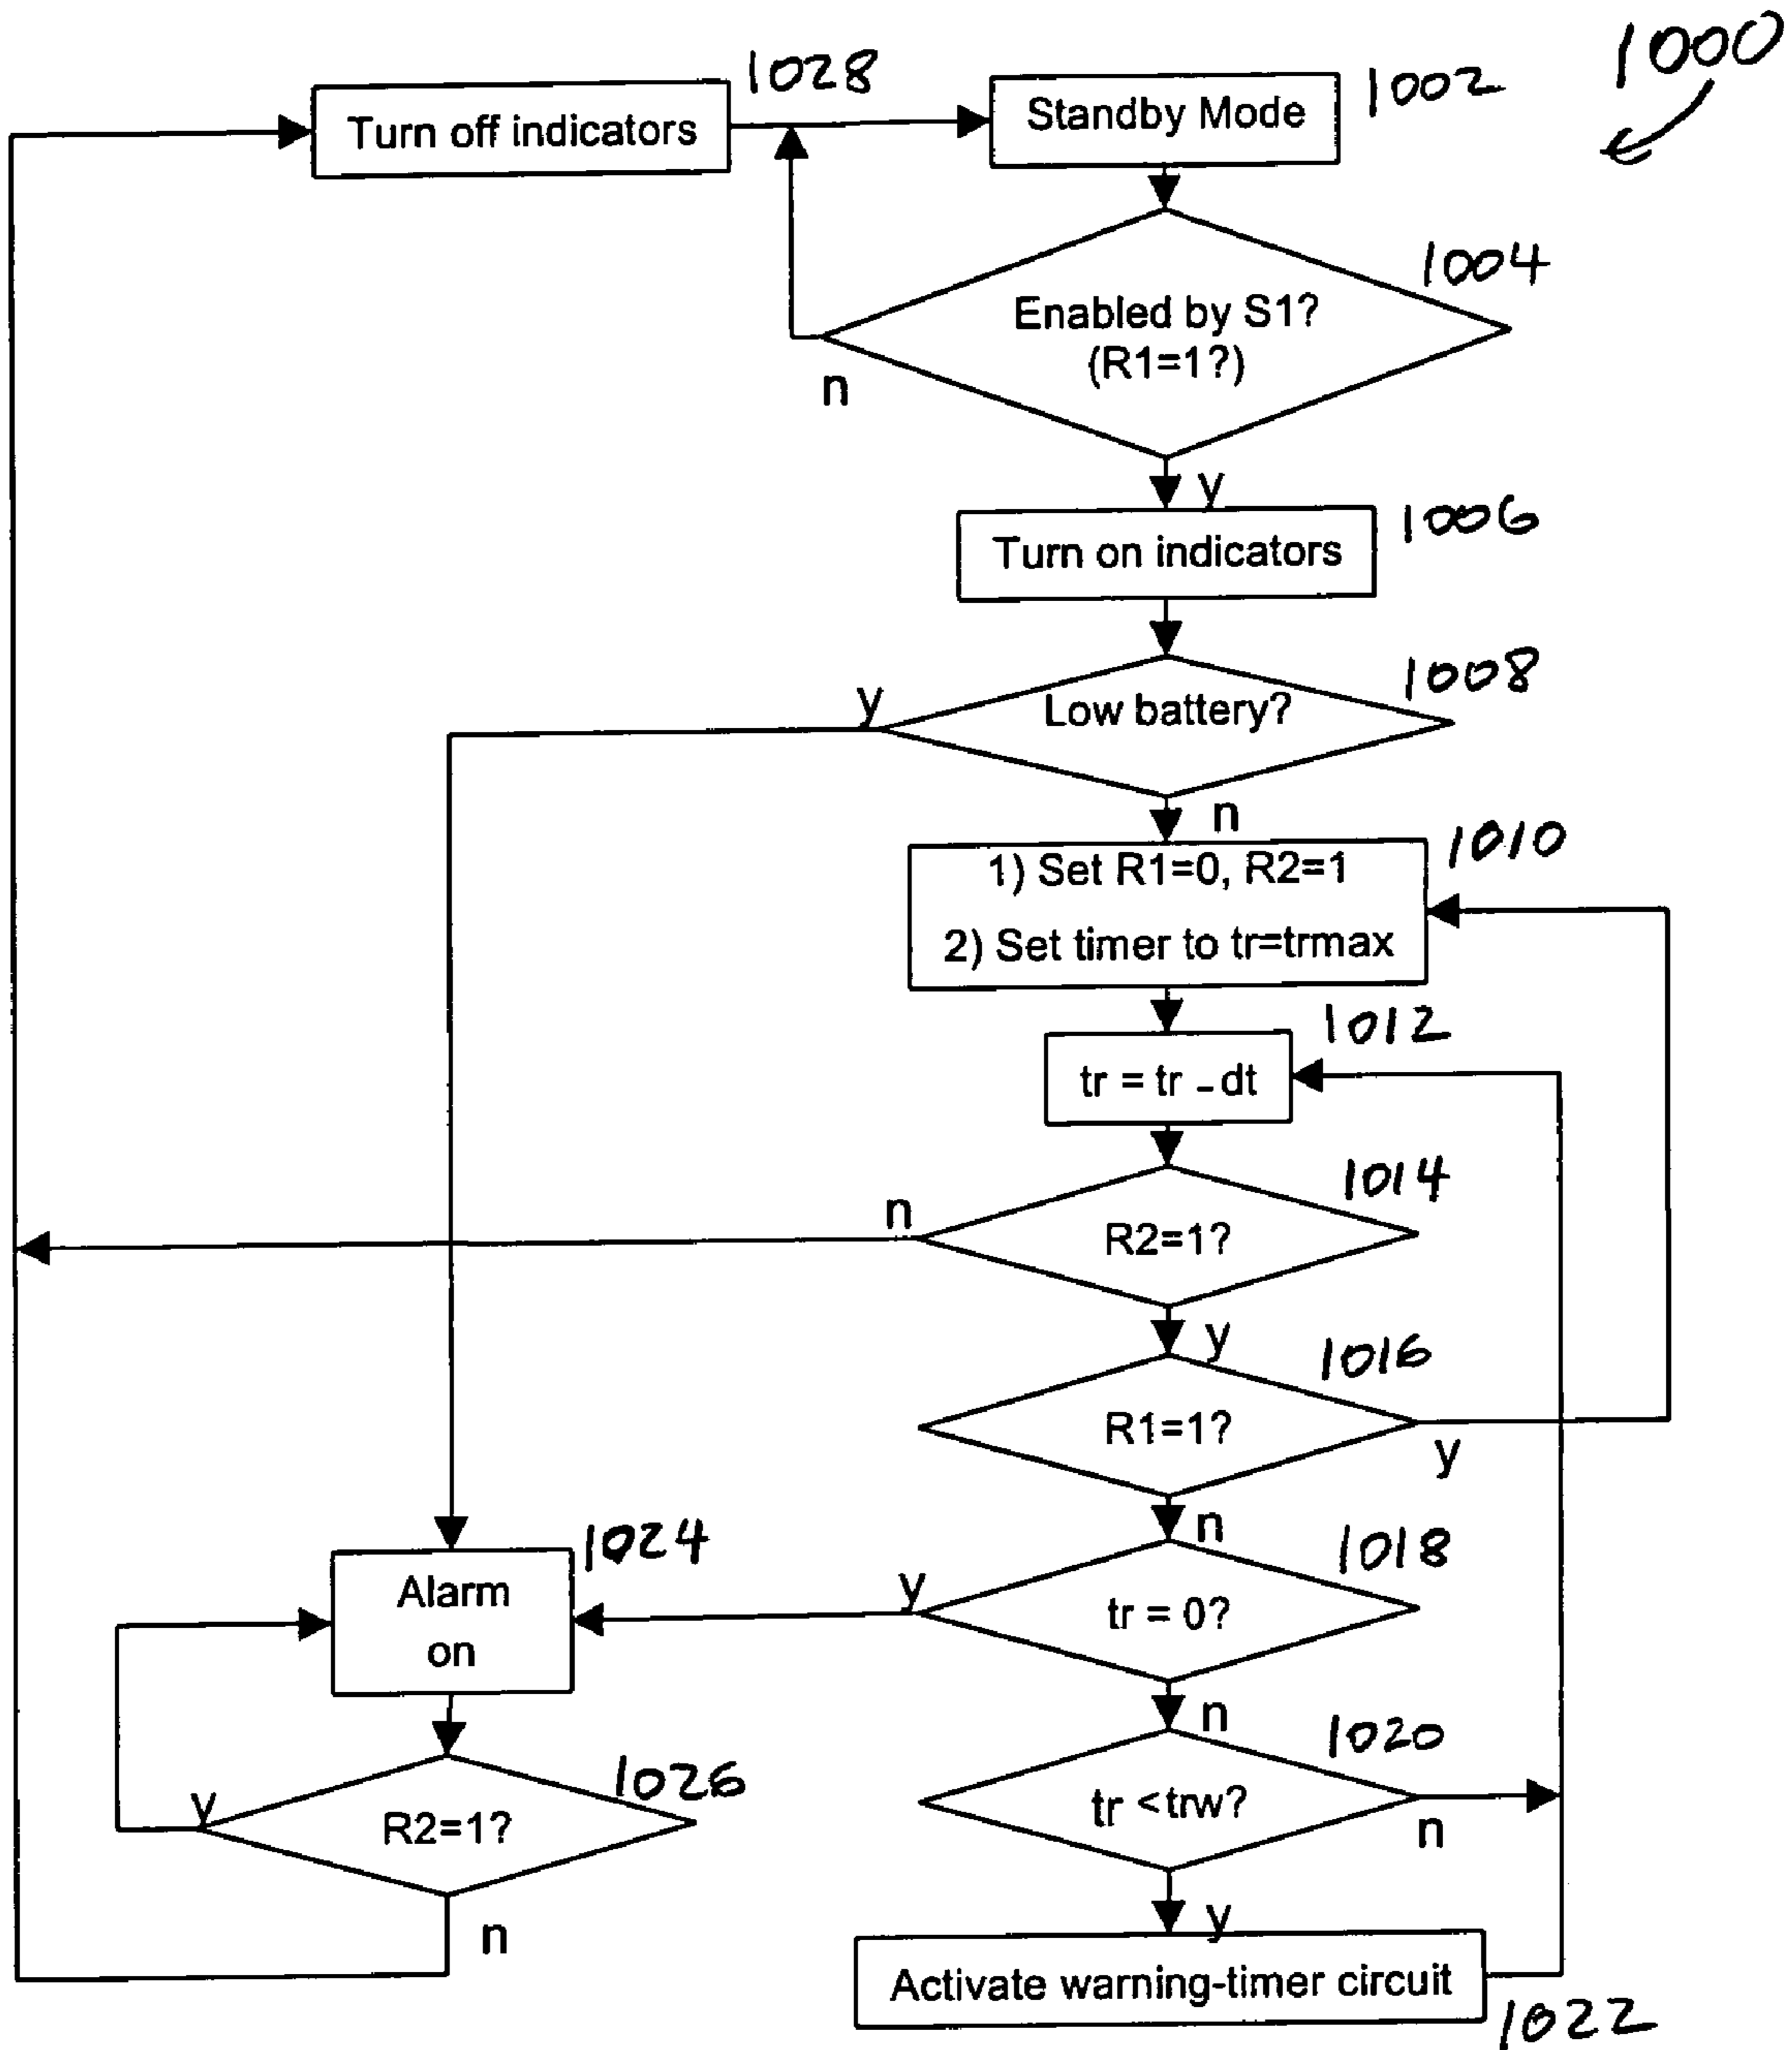 1000
1028
Turn off indicators
Standby Mode
1002
1004
Enabled by S1?
(R1=1?)
n
y
1006
Turn on indicators
1008
y
Low battery?
n
1010
1) Set R1=0, R2=1
2) Set timer to tr=trmax
1012
tr = tr - dt
1014
n
R2=1?
y
1016
R1=1?
y
n
1018
1024
Alarm
on
y
tr = 0?
n
1020
1026
y
R2=1?
tr <trw?
n
n
y
Activate warning-timer circuit
1022